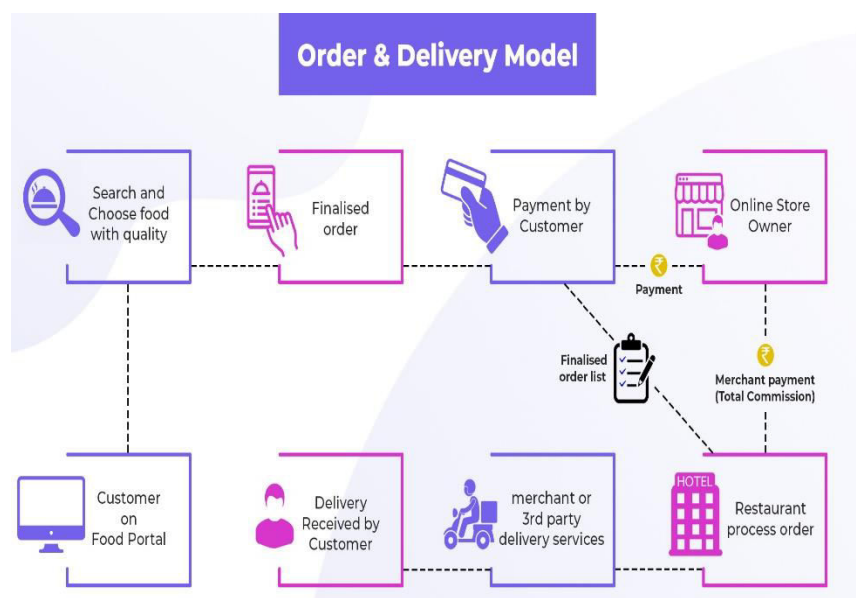 Order & Delivery Model
Search and
Choose food
with quality
Finalised
order
Payment by
Customer
Online Store
Owner
₹
Payment
Finalised
order list
₹
Merchant payment
(Total Commission)
Customer
on
Food Portal
Delivery
Received by
Customer
merchant or
3rd party
delivery services
HOTEL
Restaurant
process order